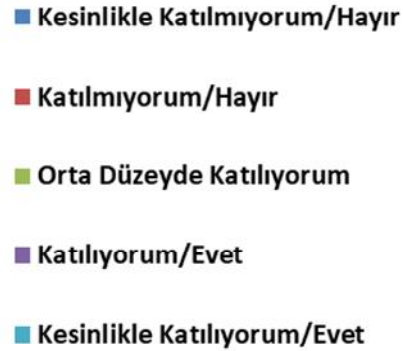 Kesinlikle Katılmıyorum/Hayır
Katılmıyorum/Hayır
Orta Düzeyde Katılıyorum
Katılıyorum/Evet
Kesinlikle Katılıyorum/Evet